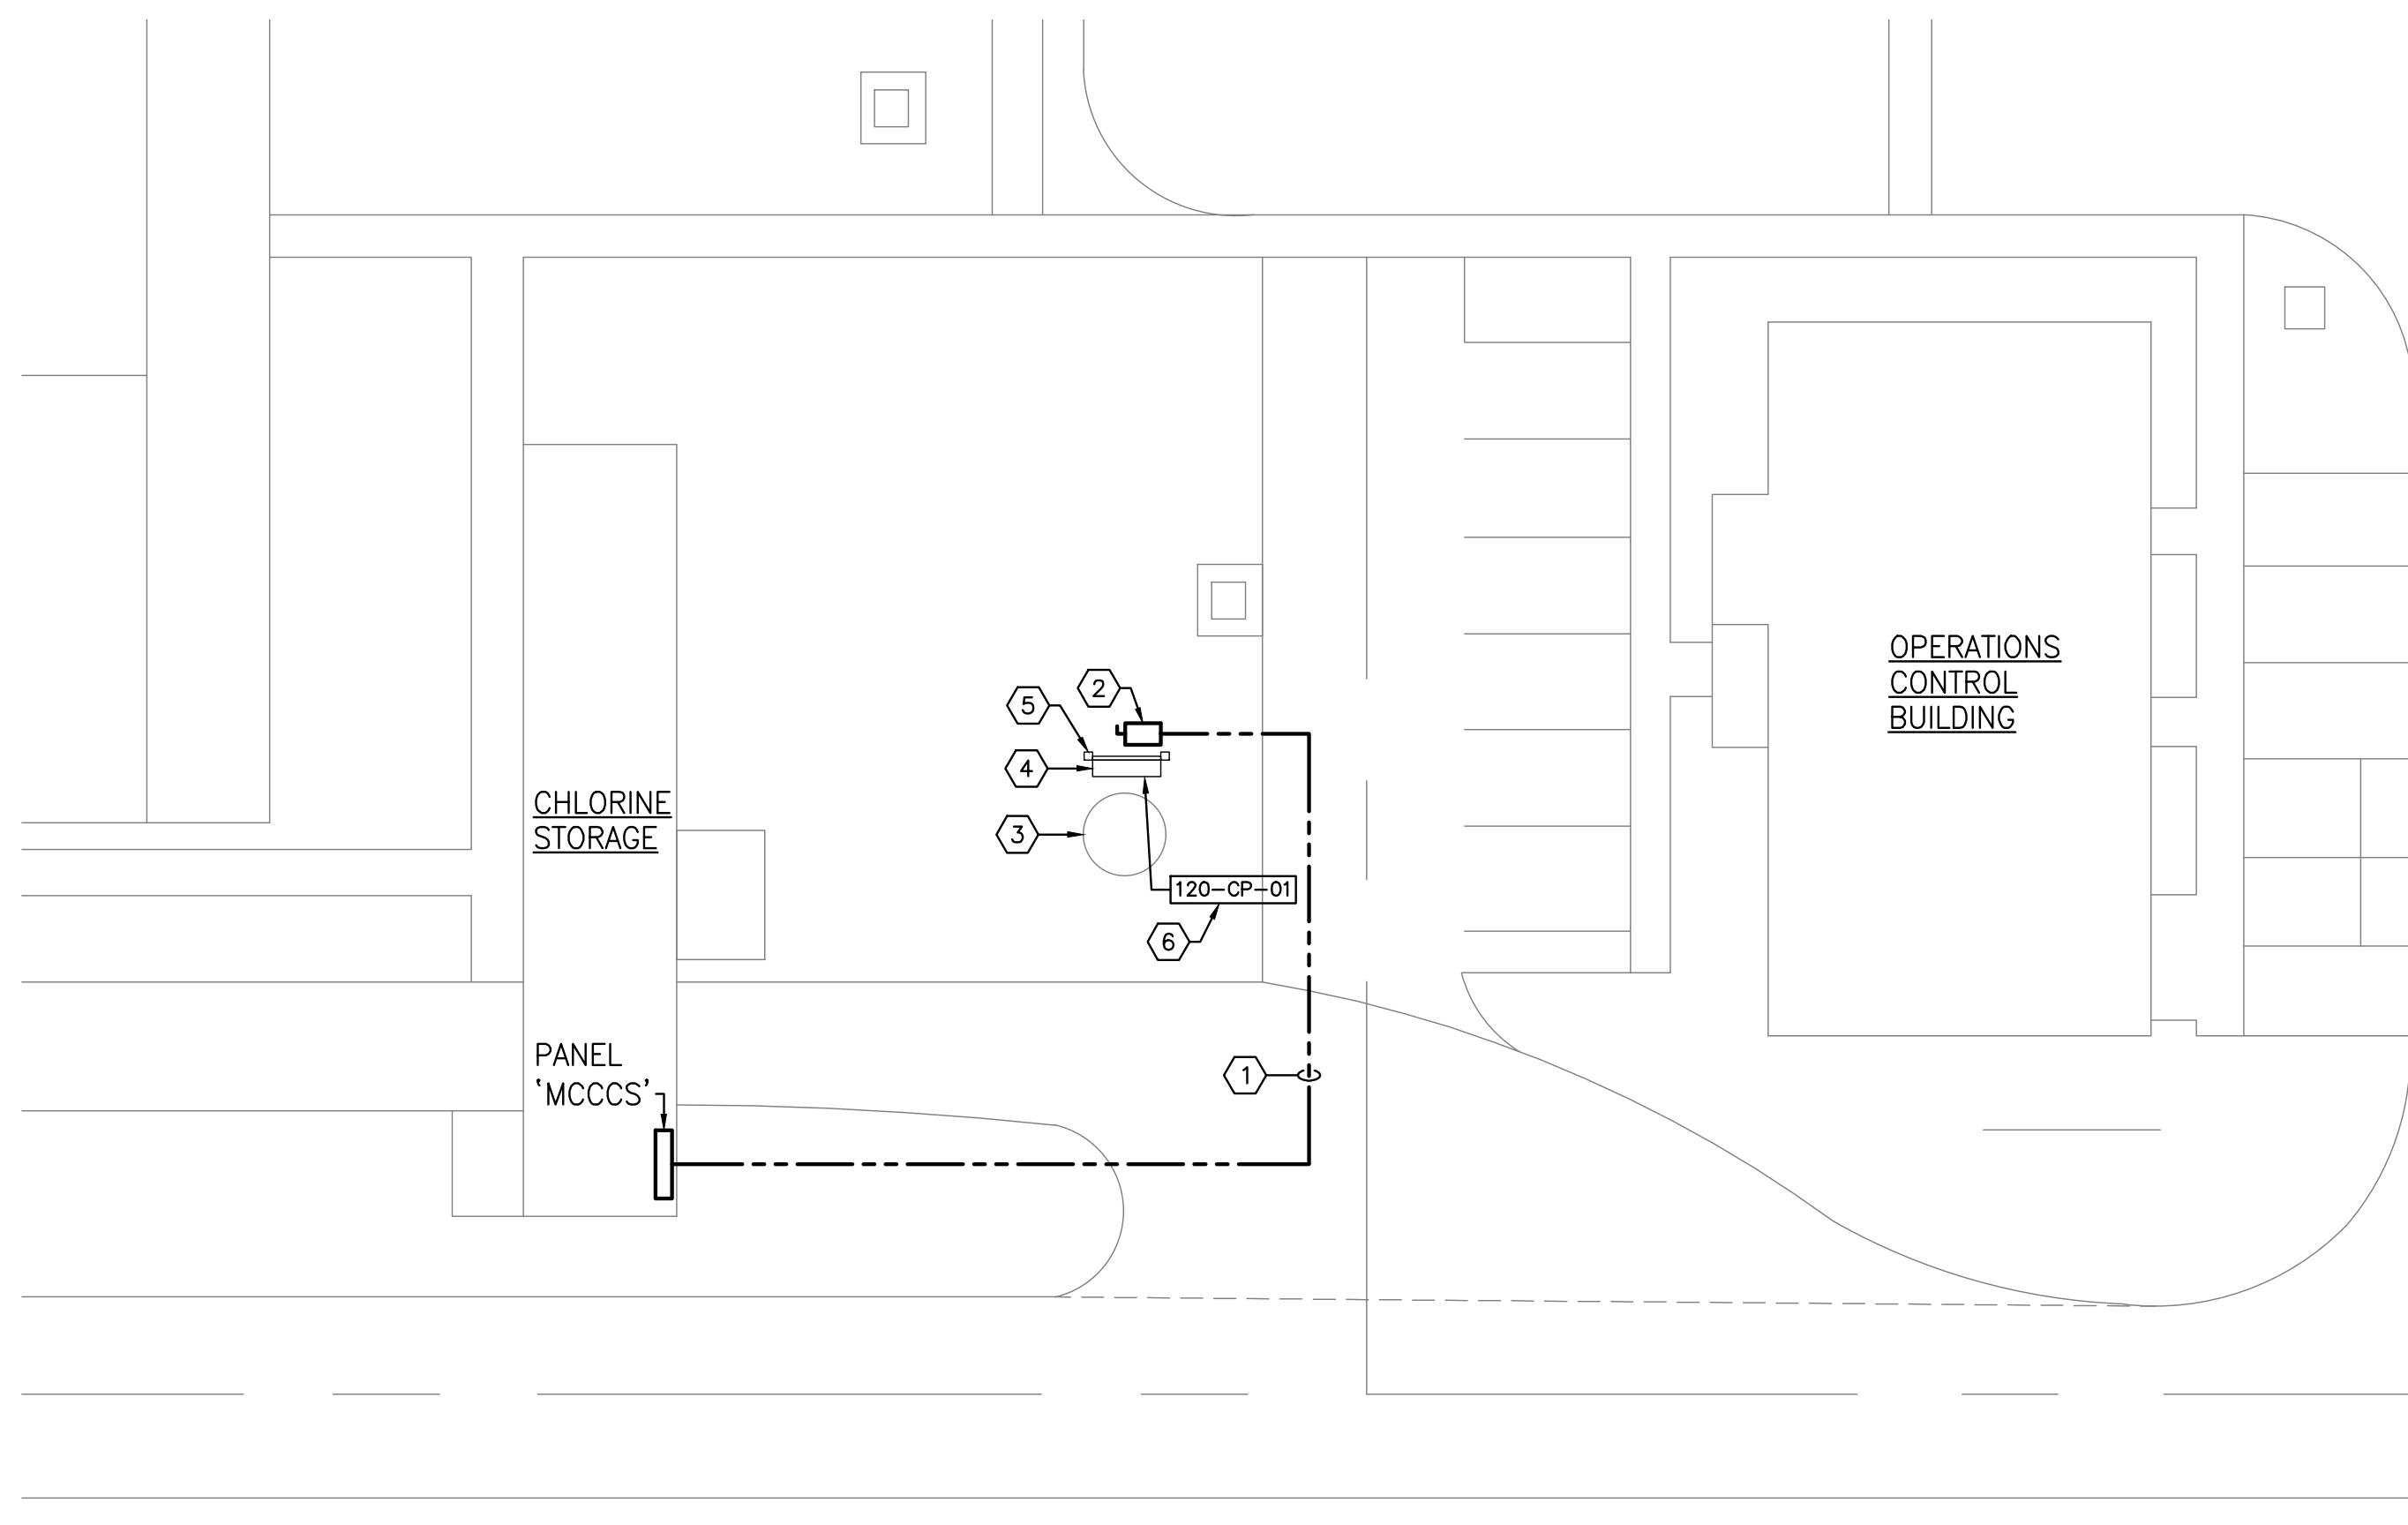 2
5
4
3
120-CP-01
6
1
CHLORINE
STORAGE
PANEL
'MCCCS'
OPERATIONS
CONTROL
BUILDING